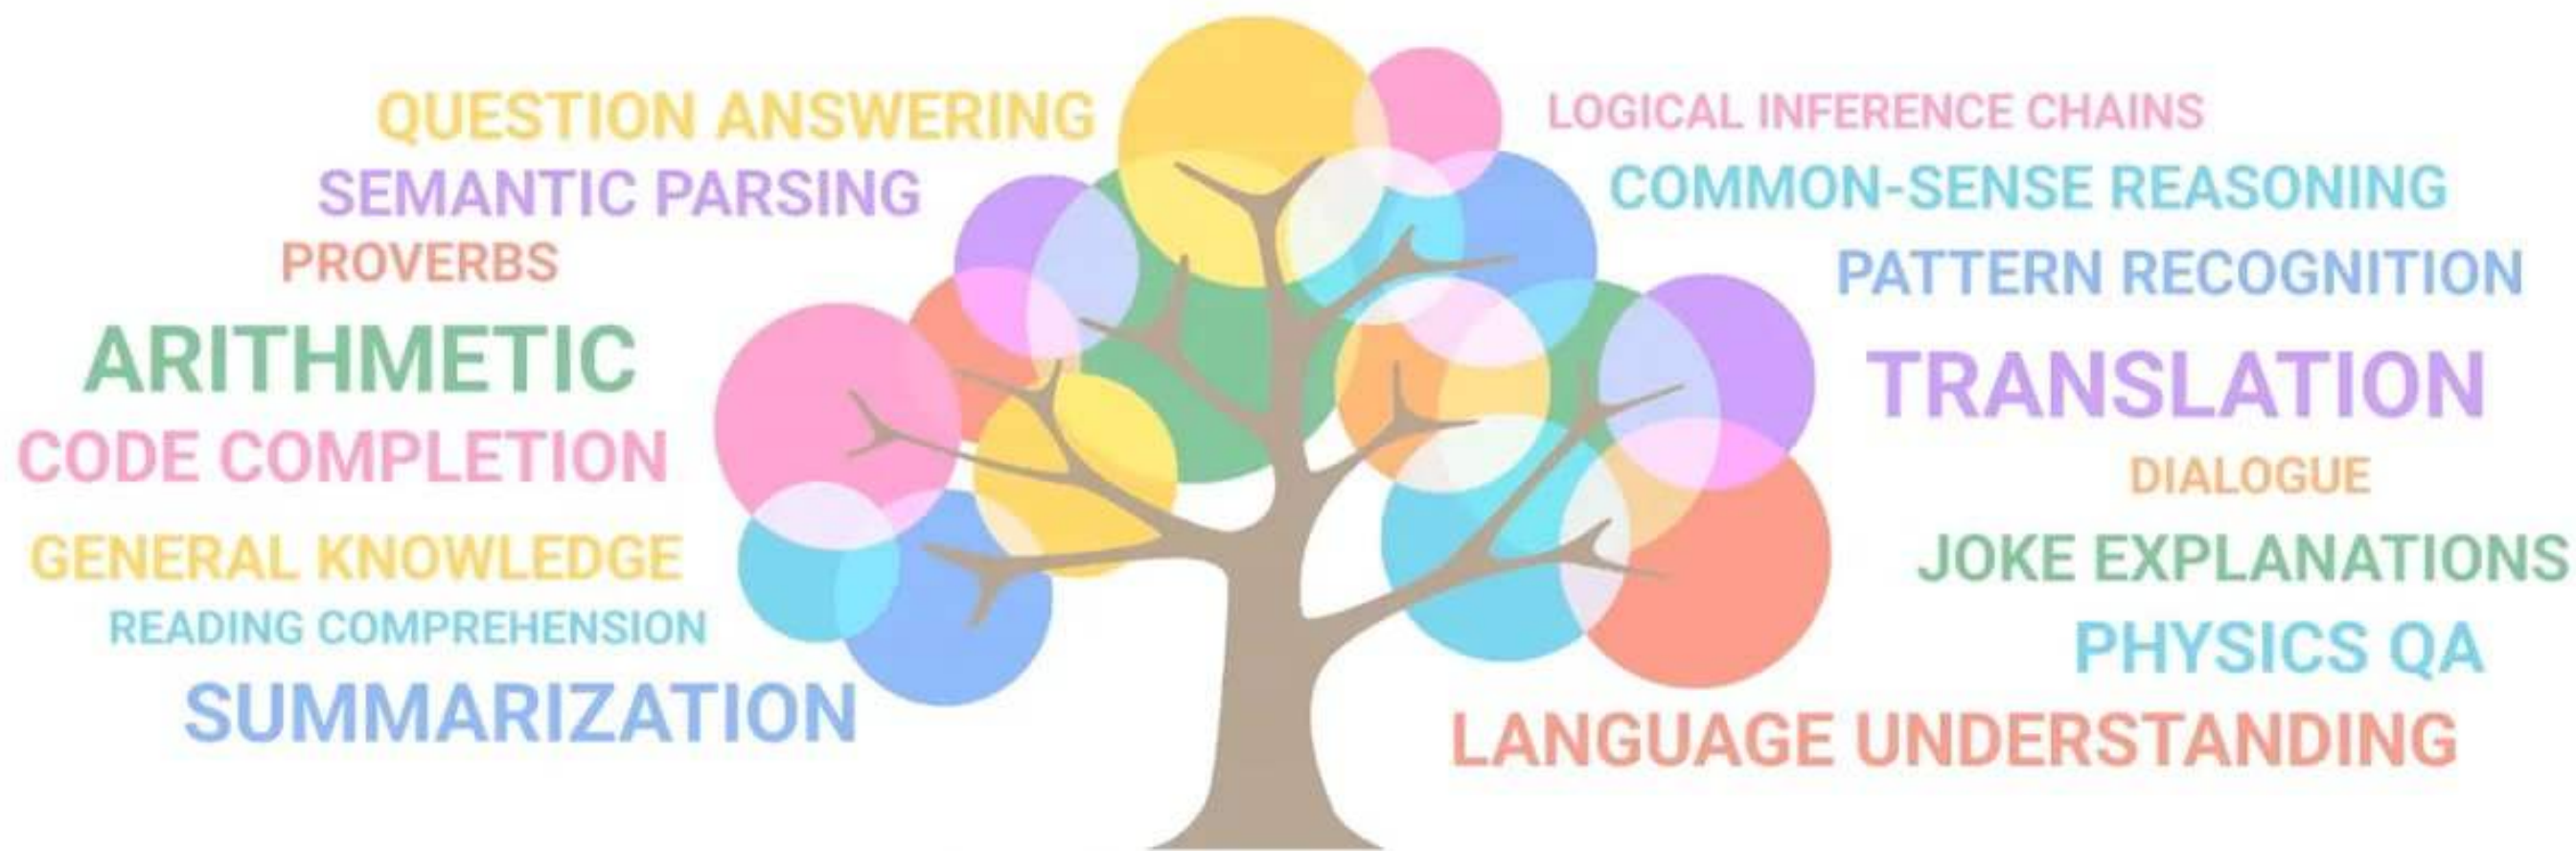 QUESTION ANSWERING
SEMANTIC PARSING
PROVERBS
ARITHMETIC
CODE COMPLETION
GENERAL KNOWLEDGE
READING COMPREHENSION
SUMMARIZATION
LOGICAL INFERENCE CHAINS
COMMON-SENSE REASONING
PATTERN RECOGNITION
TRANSLATION
DIALOGUE
JOKE EXPLANATIONS
PHYSICS QA
LANGUAGE UNDERSTANDING